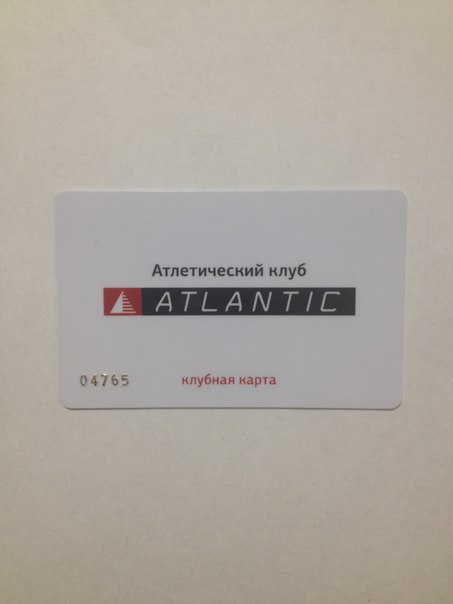 Атлетический клуб
ATLANTIC
04765
клубная карта